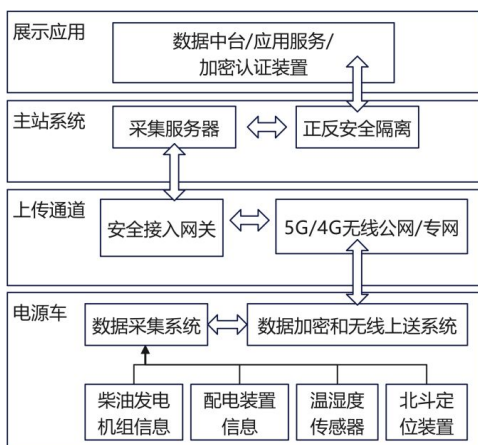 展示应用
数据中台/应用服务/
加密认证装置
主站系统
采集服务器
正反安全隔离
上传通道
安全接入网关
5G/4G无线公网/专网
电源车
数据采集系统
数据加密和无线上送系统
柴油发电
机组信息
配电装置
信息
温湿度
传感器
北斗定
位装置